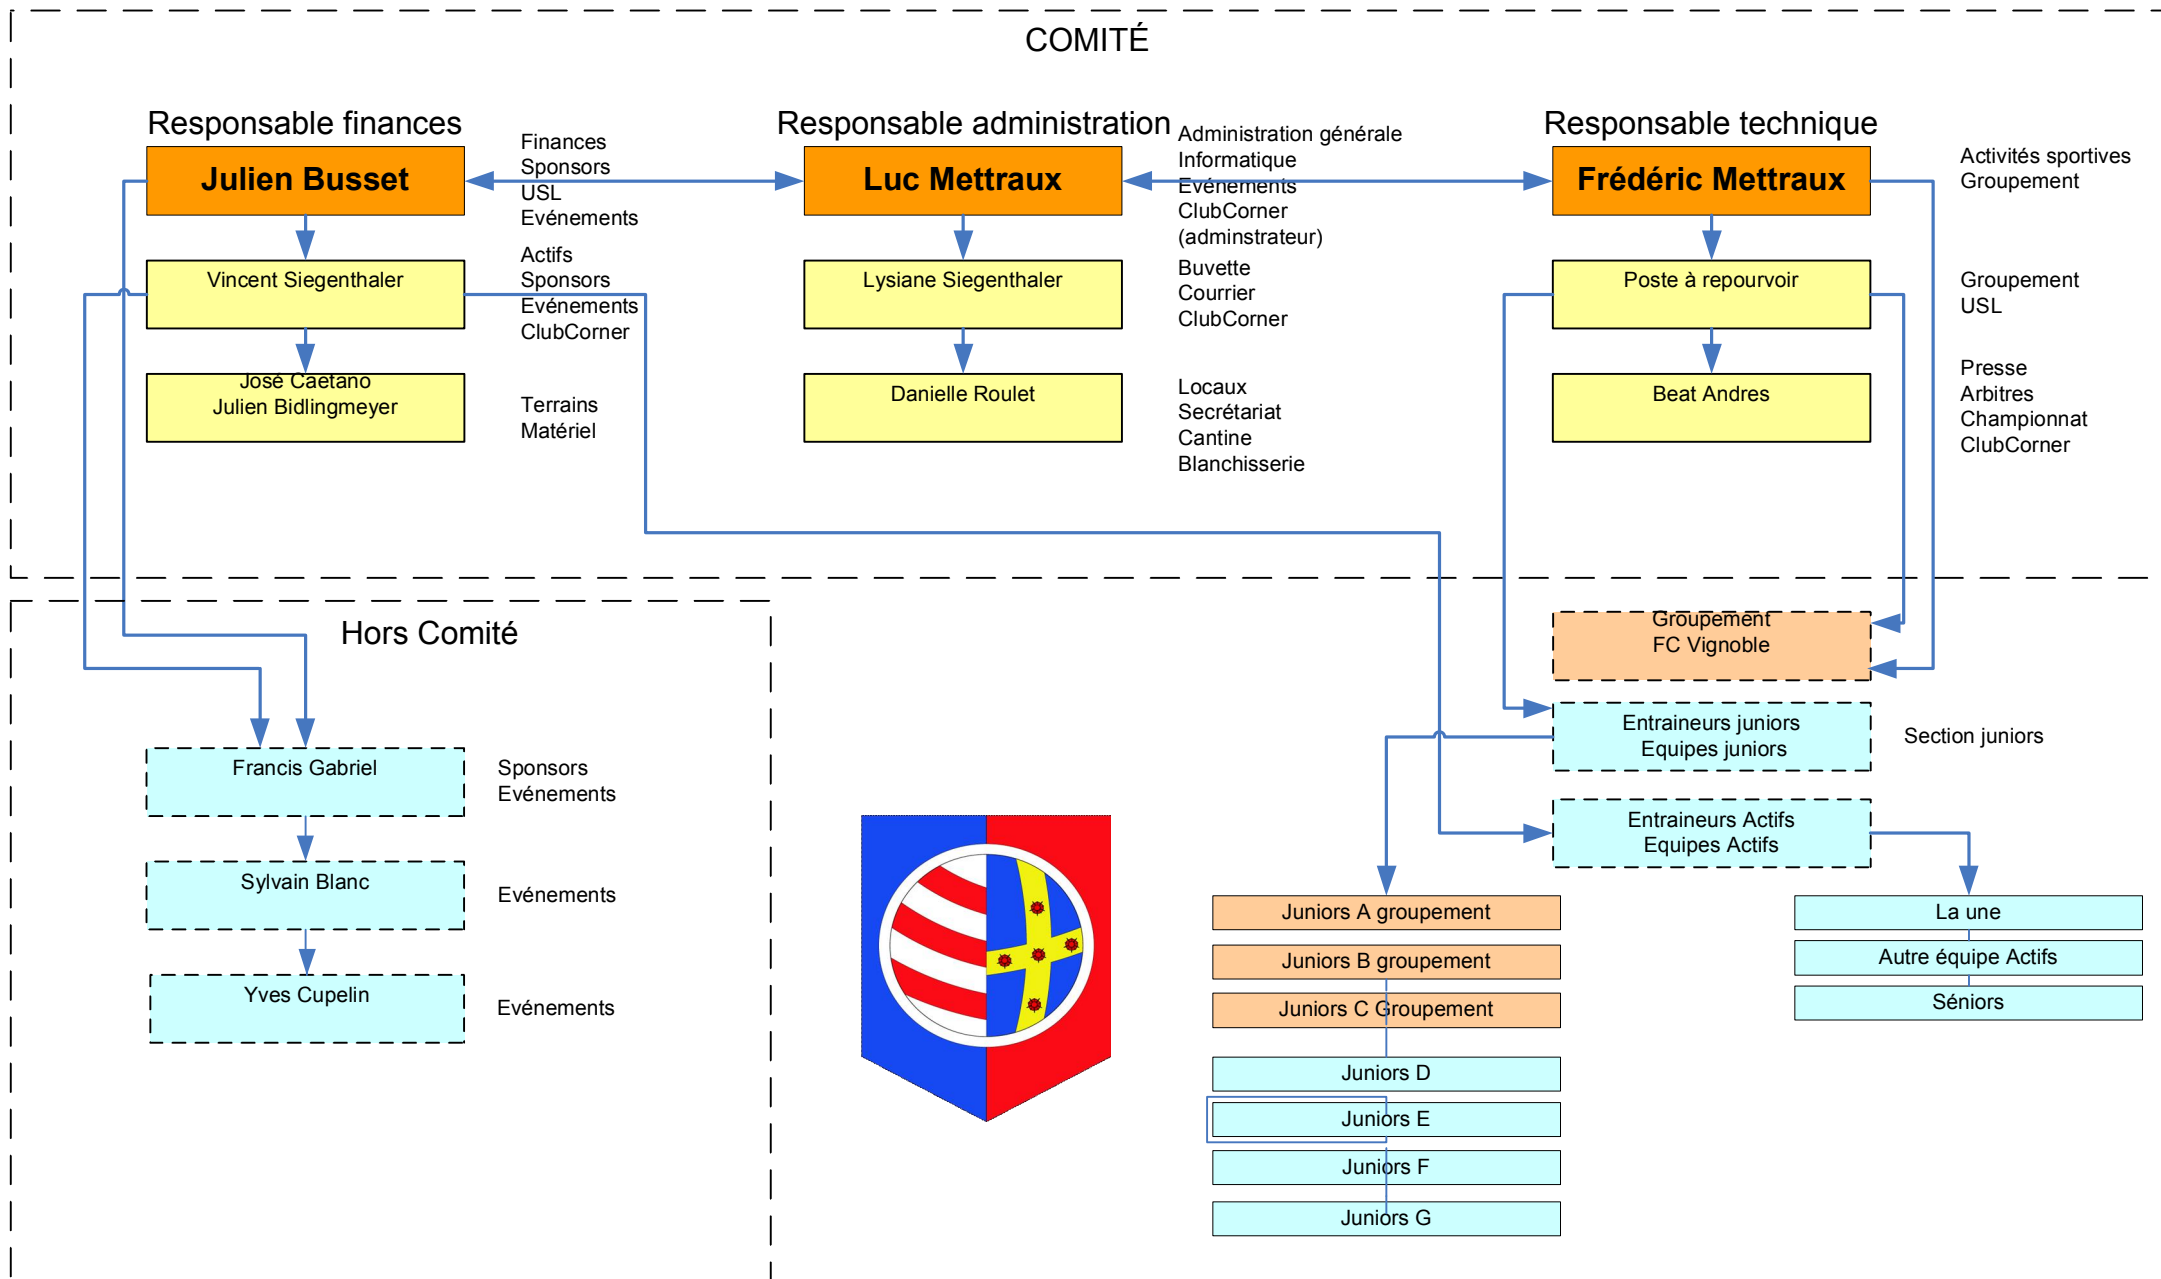 COMITÉ
Responsable finances
Julien Busset
Finances
Sponsors
USL
Evénements
Vincent Siegenthaler
Actifs
Sponsors
Evénements
ClubCorner
José Caetano
Julien Bidlingmeyer
Terrains
Matériel
Responsable administration
Luc Mettraux
Administration générale
Informatique
Evénements
ClubCorner
(adminstrateur)
Lysiane Siegenthaler
Buvette
Courrier
ClubCorner
Danielle Roulet
Locaux
Secrétariat
Cantine
Blanchisserie
Responsable technique
Frédéric Mettraux
Activités sportives
Groupement
Poste à repourvoir
Groupement
USL
Beat Andres
Presse
Arbitres
Championnat
ClubCorner
Hors Comité
Francis Gabriel
Sponsors
Evénements
Sylvain Blanc
Evénements
Yves Cupelin
Evénements
Groupement
FC Vignoble
Entraineurs juniors
Equipes juniors
Section juniors
Entraineurs Actifs
Equipes Actifs
Juniors A groupement
Juniors B groupement
Juniors C Groupement
Juniors D
Juniors E
Juniors F
Juniors G
La une
Autre équipe Actifs
Séniors